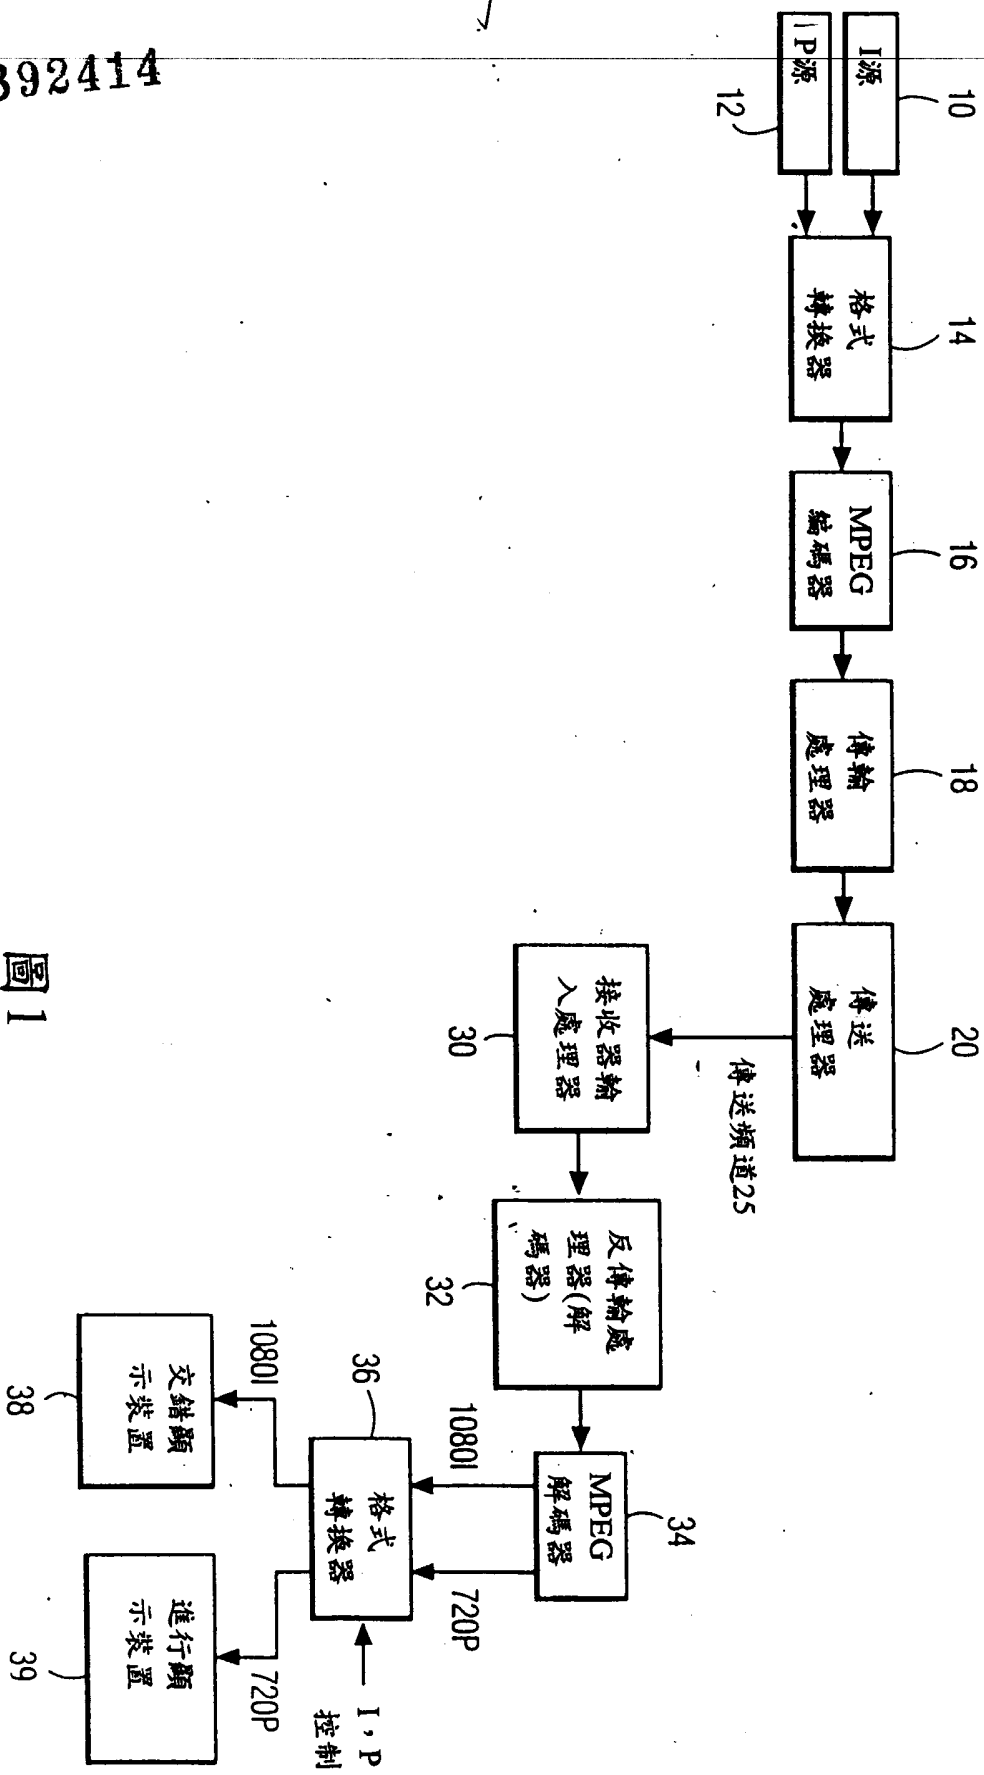 10
I源
P源
12
14
格式
轉換器
16
MPEG
編碼器
18
傳輸
處理器
20
傳送
處理器
傳送頻道25
接收器輸
入處理器
30
反傳輸處
理器(解
碼器)
32
MPEG
解碼器
34
1080I
720P
36
格式
轉換器
I,P
控制
1080I
720P
交錯顯
示裝置
38
進行顯
示裝置
39
圖1
392414